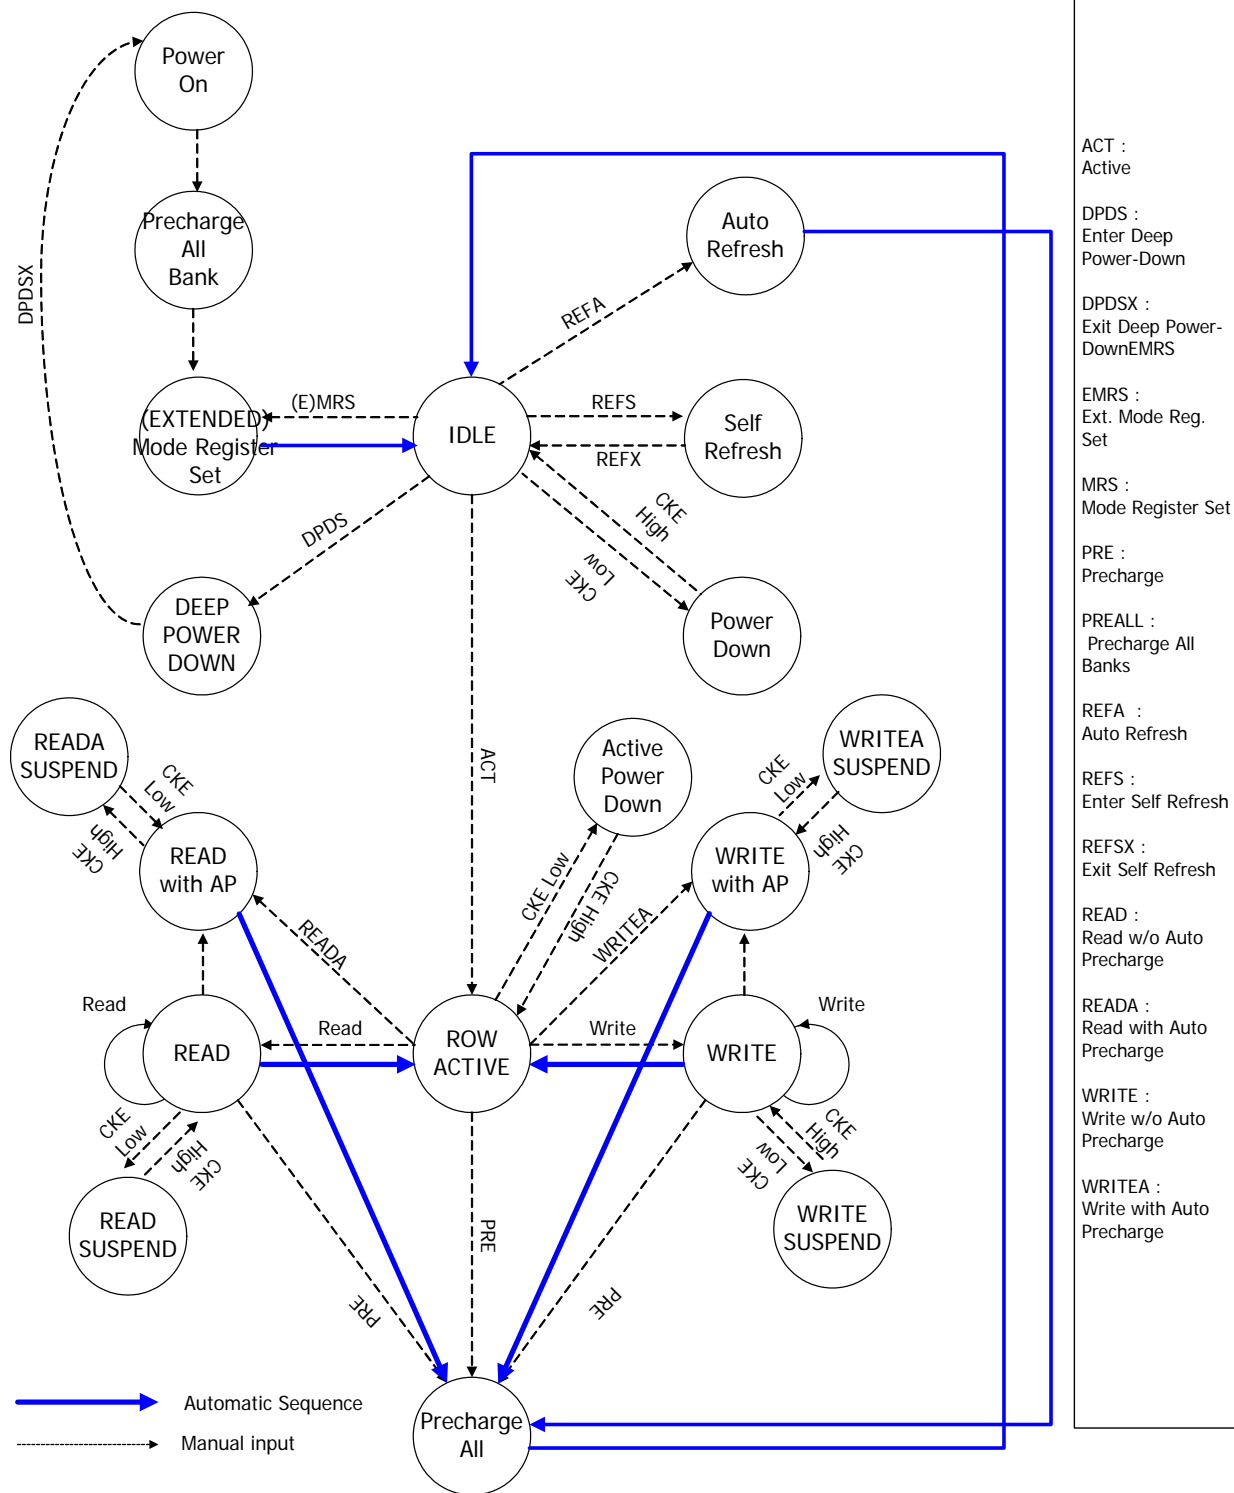 Power
On
Precharge
All
Bank
DPDSX
Auto
Refresh
REFA
(EXTENDED)
Mode Register
Set
(E)MRS
IDLE
REFS
REFX
Self
Refresh
CKE
High
CKE
Low
DPDS
DEEP
POWER
DOWN
Power
Down
READA
SUSPEND
CKE
Low
CKE
High
READ
with AP
ACT
Active
Power
Down
CKE Low
CKE High
WRITEA
SUSPEND
CKE
Low
CKE
High
WRITE
with AP
READA
WRITEA
Read
READ
Read
ROW
ACTIVE
Write
WRITE
Write
CKE
Low
CKE
High
READ
SUSPEND
CKE
High
CKE
Low
WRITE
SUSPEND
PRE
PRE
PRE
Precharge
All
Automatic Sequence
Manual input
ACT :
Active
DPDS :
Enter Deep
Power-Down
DPDSX :
Exit Deep Power-
DownEMRS
EMRS :
Ext. Mode Reg.
Set
MRS :
Mode Register Set
PRE :
Precharge
PREALL :
Precharge All
Banks
REFA :
Auto Refresh
REFS :
Enter Self Refresh
REFSX :
Exit Self Refresh
READ :
Read w/o Auto
Precharge
READA :
Read with Auto
Precharge
WRITE :
Write w/o Auto
Precharge
WRITEA :
Write with Auto
Precharge